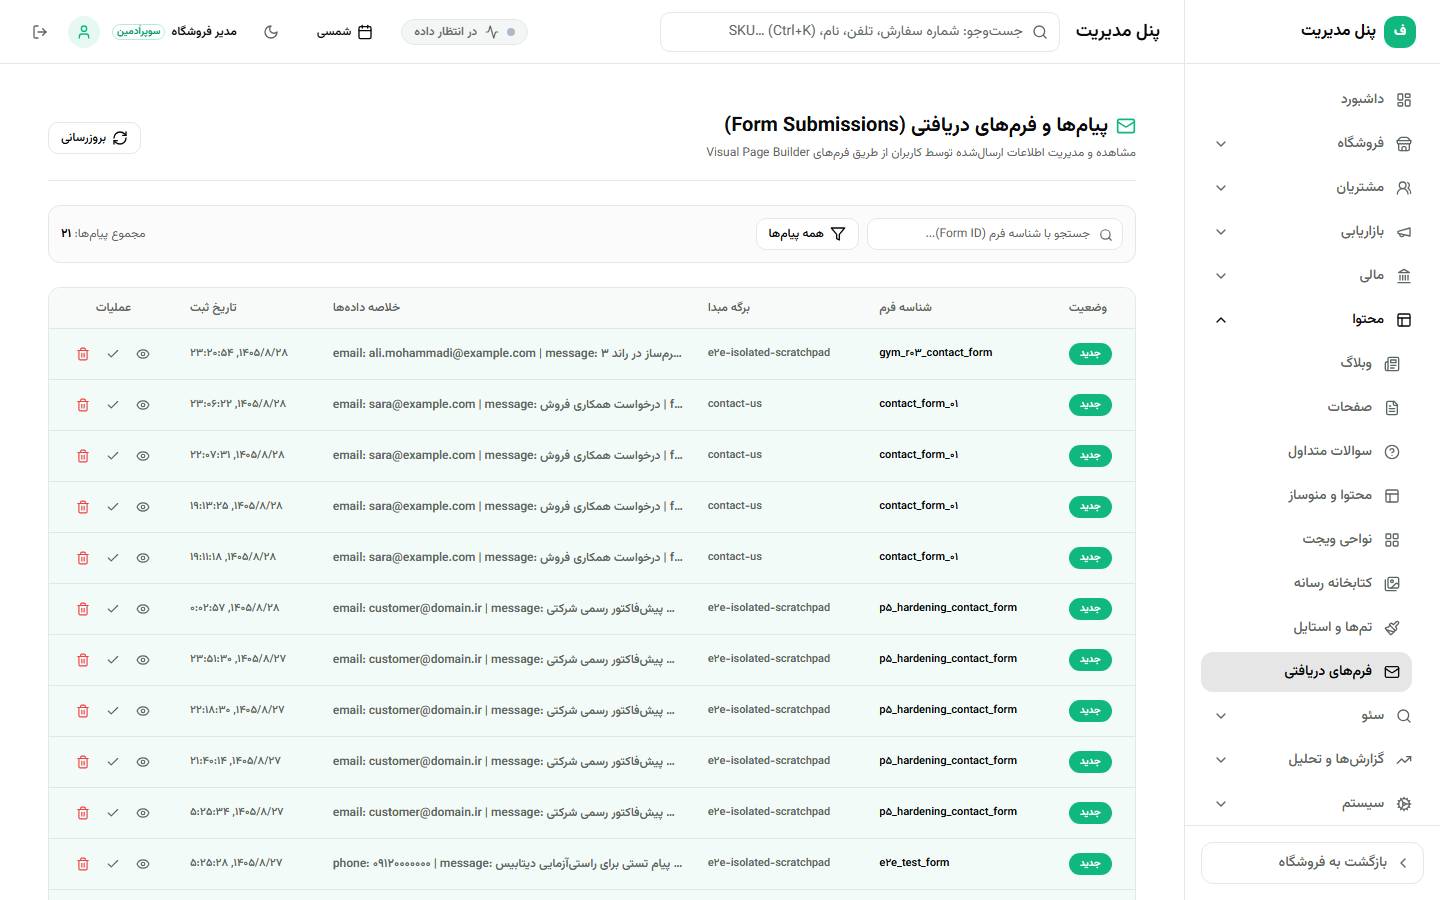 ف پنل مدیریت
پنل مدیریت
جست‌وجو: شماره سفارش، تلفن، نام، SKU... (Ctrl+K)
در انتظار داده
شمسی
مدیر فروشگاه سوپرادمین
داشبورد
فروشگاه
مشتریان
بازاریابی
مالی
محتوا
وبلاگ
صفحات
سوالات متداول
محتوا و منوساز
نواحی ویجت
کتابخانه رسانه
تم‌ها و استایل
فرم‌های دریافتی
سئو
گزارش‌ها و تحلیل
سیستم
بازگشت به فروشگاه
پیام‌ها و فرم‌های دریافتی (Form Submissions)
مشاهده و مدیریت اطلاعات ارسال‌شده توسط کاربران از طریق فرم‌های Visual Page Builder
بروزرسانی
جستجو با شناسه فرم (Form ID)...
همه پیام‌ها
مجموع پیام‌ها: ۲۱
وضعیت شناسه فرم برگه مبدا خلاصه داده‌ها تاریخ ثبت عملیات
جدید gym_r۰۳_contact_form e۲e-isolated-scratchpad email: ali.mohammadi@example.com | message: رم‌ساز در راند ۳... ۱۴۰۵/۸/۲۸, ۲۳:۲۰:۵۴
جدید contact_form_۰۱ contact-us email: sara@example.com | message: درخواست همکاری فروش | f... ۱۴۰۵/۸/۲۸, ۲۳:۰۶:۲۲
جدید contact_form_۰۱ contact-us email: sara@example.com | message: درخواست همکاری فروش | f... ۱۴۰۵/۸/۲۸, ۲۲:۰۷:۳۱
جدید contact_form_۰۱ contact-us email: sara@example.com | message: درخواست همکاری فروش | f... ۱۴۰۵/۸/۲۸, ۱۹:۱۳:۲۵
جدید contact_form_۰۱ contact-us email: sara@example.com | message: درخواست همکاری فروش | f... ۱۴۰۵/۸/۲۸, ۱۹:۱۱:۱۸
جدید p۵_hardening_contact_form e۲e-isolated-scratchpad email: customer@domain.ir | message: پیش‌فاکتور رسمی شرکتی ... ۱۴۰۵/۸/۲۸, ۰:۰۲:۵۷
جدید p۵_hardening_contact_form e۲e-isolated-scratchpad email: customer@domain.ir | message: پیش‌فاکتور رسمی شرکتی ... ۱۴۰۵/۸/۲۷, ۲۳:۵۱:۳۰
جدید p۵_hardening_contact_form e۲e-isolated-scratchpad email: customer@domain.ir | message: پیش‌فاکتور رسمی شرکتی ... ۱۴۰۵/۸/۲۷, ۲۲:۱۸:۳۰
جدید p۵_hardening_contact_form e۲e-isolated-scratchpad email: customer@domain.ir | message: پیش‌فاکتور رسمی شرکتی ... ۱۴۰۵/۸/۲۷, ۲۱:۴۰:۱۴
جدید p۵_hardening_contact_form e۲e-isolated-scratchpad email: customer@domain.ir | message: پیش‌فاکتور رسمی شرکتی ... ۱۴۰۵/۸/۲۷, ۵:۲۵:۳۴
جدید e۲e_test_form e۲e-isolated-scratchpad phone: ۰۹۱۲۰۰۰۰۰۰۰ | message: پیام تستی برای راستی‌آزمایی دیتابیس ... ۱۴۰۵/۸/۲۷, ۵:۲۵:۲۸